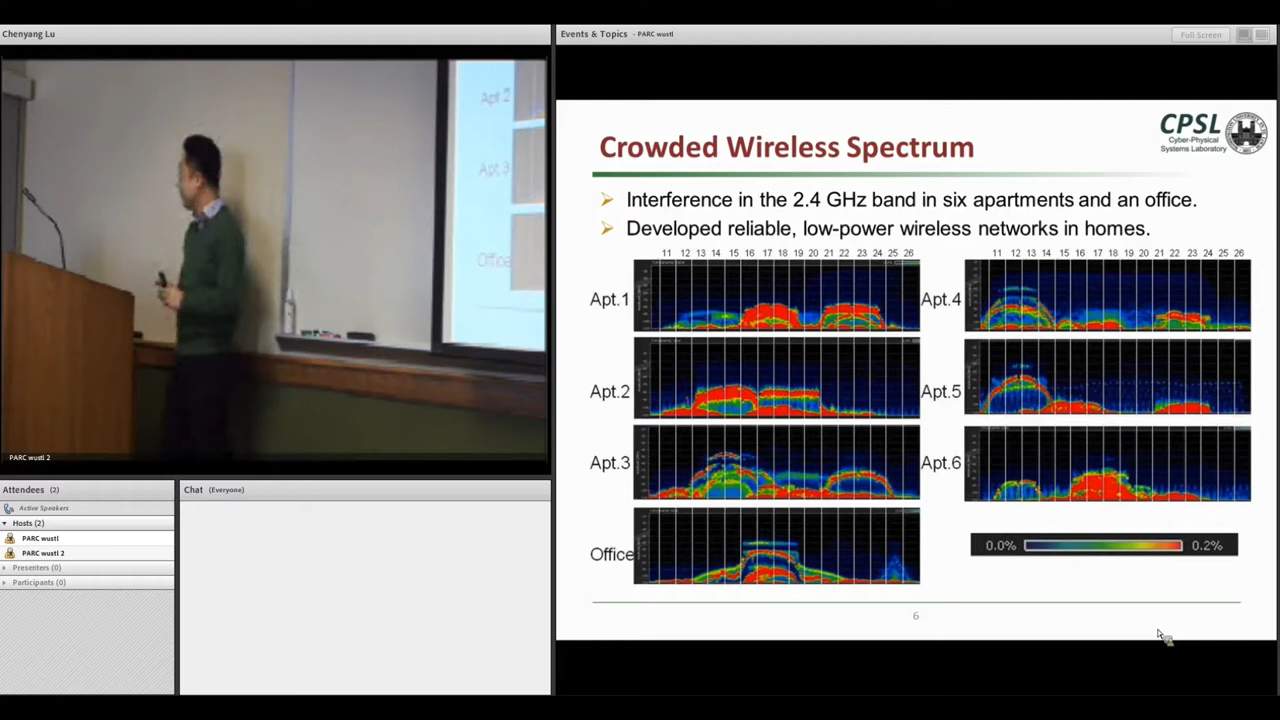 Chenyang Lu
Apt.2
Apt.3
Office
PARC wustl 2
Attendees (2)
Active Speakers
Hosts (2)
PARC wustl
PARC wustl 2
Presenters (0)
Participants (0)
Chat (Everyone)
Events & Topics - PARC wustl
Full Screen
CPSL
Cyber-Physical
Systems Laboratory
Crowded Wireless Spectrum
Interference in the 2.4 GHz band in six apartments and an office.
Developed reliable, low-power wireless networks in homes.
11 12 13 14 15 16 17 18 19 20 21 22 23 24 25 26
11 12 13 14 15 16 17 18 19 20 21 22 23 24 25 26
Apt.1
Apt.4
Apt.2
Apt.5
Apt.3
Apt.6
Office
0.0% 0.2%
6